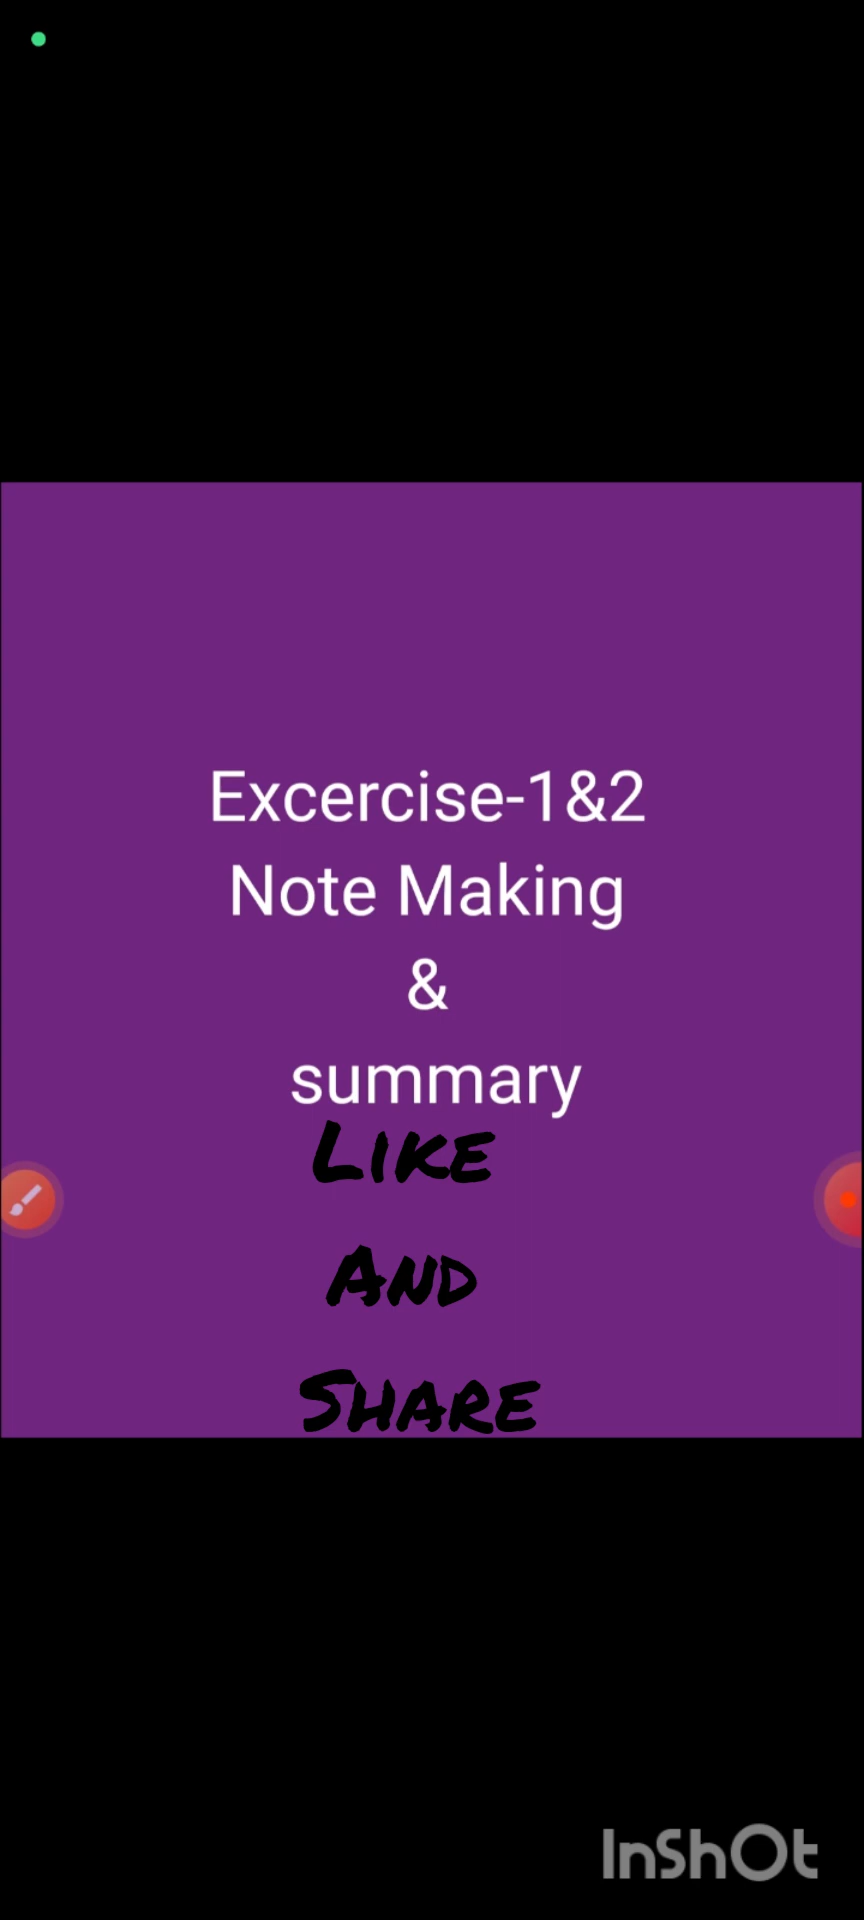 Excercise-1&2
Note Making
&
summary
Like
And
Share
InShOt